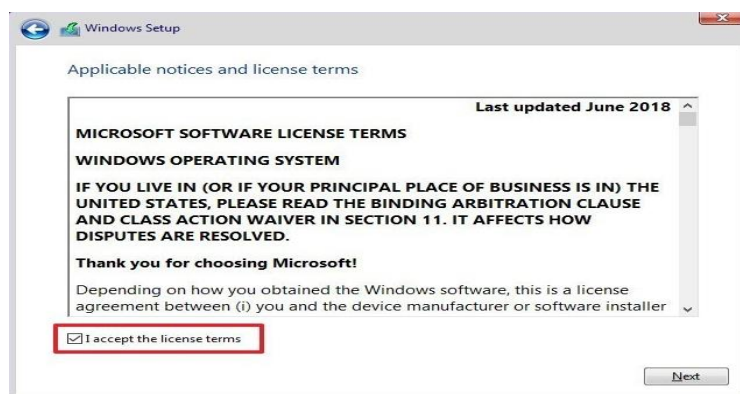 Windows Setup
Applicable notices and license terms
Last updated June 2018
MICROSOFT SOFTWARE LICENSE TERMS
WINDOWS OPERATING SYSTEM
IF YOU LIVE IN (OR IF YOUR PRINCIPAL PLACE OF BUSINESS IS IN) THE
UNITED STATES, PLEASE READ THE BINDING ARBITRATION CLAUSE
AND CLASS ACTION WAIVER IN SECTION 11. IT AFFECTS HOW
DISPUTES ARE RESOLVED.
Thank you for choosing Microsoft!
Depending on how you obtained the Windows software, this is a license
agreement between (i) you and the device manufacturer or software installer
I accept the license terms
Next